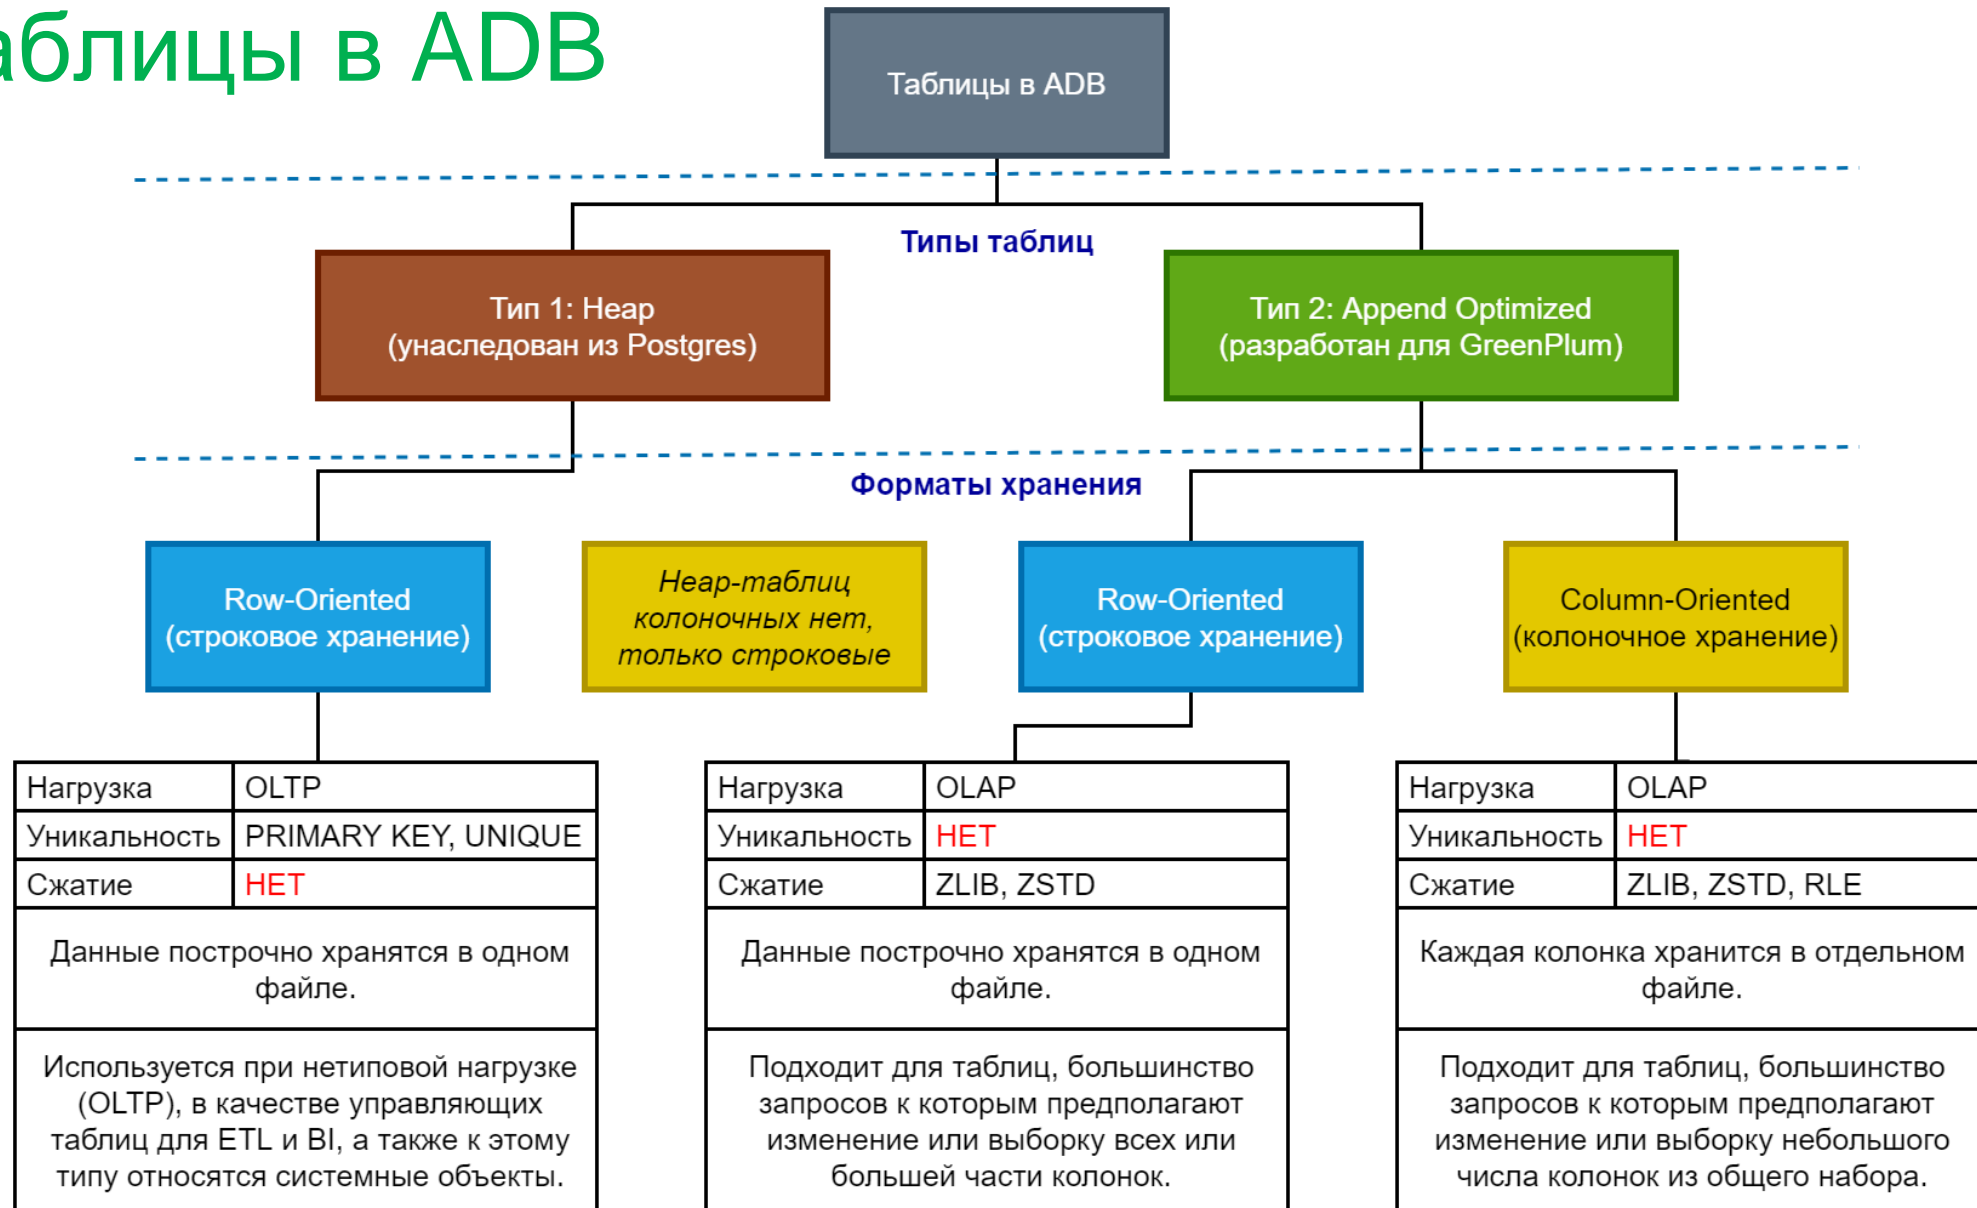 аблицы в ADB
Таблицы в ADB
Типы таблиц
Тип 1: Heap
(унаследован из Postgres)
Тип 2: Append Optimized
(разработан для GreenPlum)
Форматы хранения
Row-Oriented
(строковое хранение)
Heap-таблиц
колоночных нет,
только строковые
Row-Oriented
(строковое хранение)
Column-Oriented
(колоночное хранение)
Нагрузка OLTP
Уникальность PRIMARY KEY, UNIQUE
Сжатие НЕТ
Данные построчно хранятся в одном
файле.
Используется при нетиповой нагрузке
(OLTP), в качестве управляющих
таблиц для ETL и BI, а также к этому
типу относятся системные объекты.
Нагрузка OLAP
Уникальность НЕТ
Сжатие ZLIB, ZSTD
Данные построчно хранятся в одном
файле.
Подходит для таблиц, большинство
запросов к которым предполагают
изменение или выборку всех или
большей части колонок.
Нагрузка OLAP
Уникальность НЕТ
Сжатие ZLIB, ZSTD, RLE
Каждая колонка хранится в отдельном
файле.
Подходит для таблиц, большинство
запросов к которым предполагают
изменение или выборку небольшого
числа колонок из общего набора.